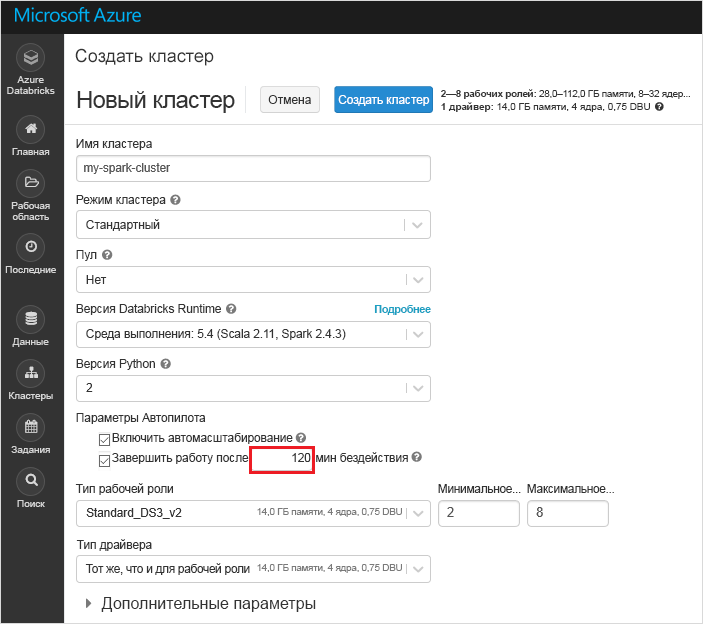 Microsoft Azure
Azure
Databricks
Главная
Рабочая
область
Последние
Данные
Кластеры
Задания
Поиск
Создать кластер
Новый кластер
Отмена
Создать кластер
2—8 рабочих ролей: 28,0–112,0 ГБ памяти, 8–32 ядер...
1 драйвер: 14,0 ГБ памяти, 4 ядра, 0,75 DBU ?
Имя кластера
my-spark-cluster
Режим кластера ?
Стандартный
Пул ?
Нет
Версия Databricks Runtime ? Подробнее
Среда выполнения: 5.4 (Scala 2.11, Spark 2.4.3)
Версия Python ?
2
Параметры Автопилота
Включить автомасштабирование ?
Завершить работу после 120 мин бездействия ?
Тип рабочей роли Минимальное... Максимальное...
Standard_DS3_v2 14,0 ГБ памяти, 4 ядра, 0,75 DBU 2 8
Тип драйвера
Тот же, что и для рабочей роли 14,0 ГБ памяти, 4 ядра, 0,75 DBU
Дополнительные параметры